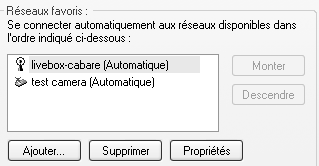 Réseaux favoris :
Se connecter automatiquement aux réseaux disponibles dans
l'ordre indiqué ci-dessous :
livebox-cabare (Automatique)
Monter
test camera (Automatique)
Descendre
Ajouter...
Supprimer
Propriétés